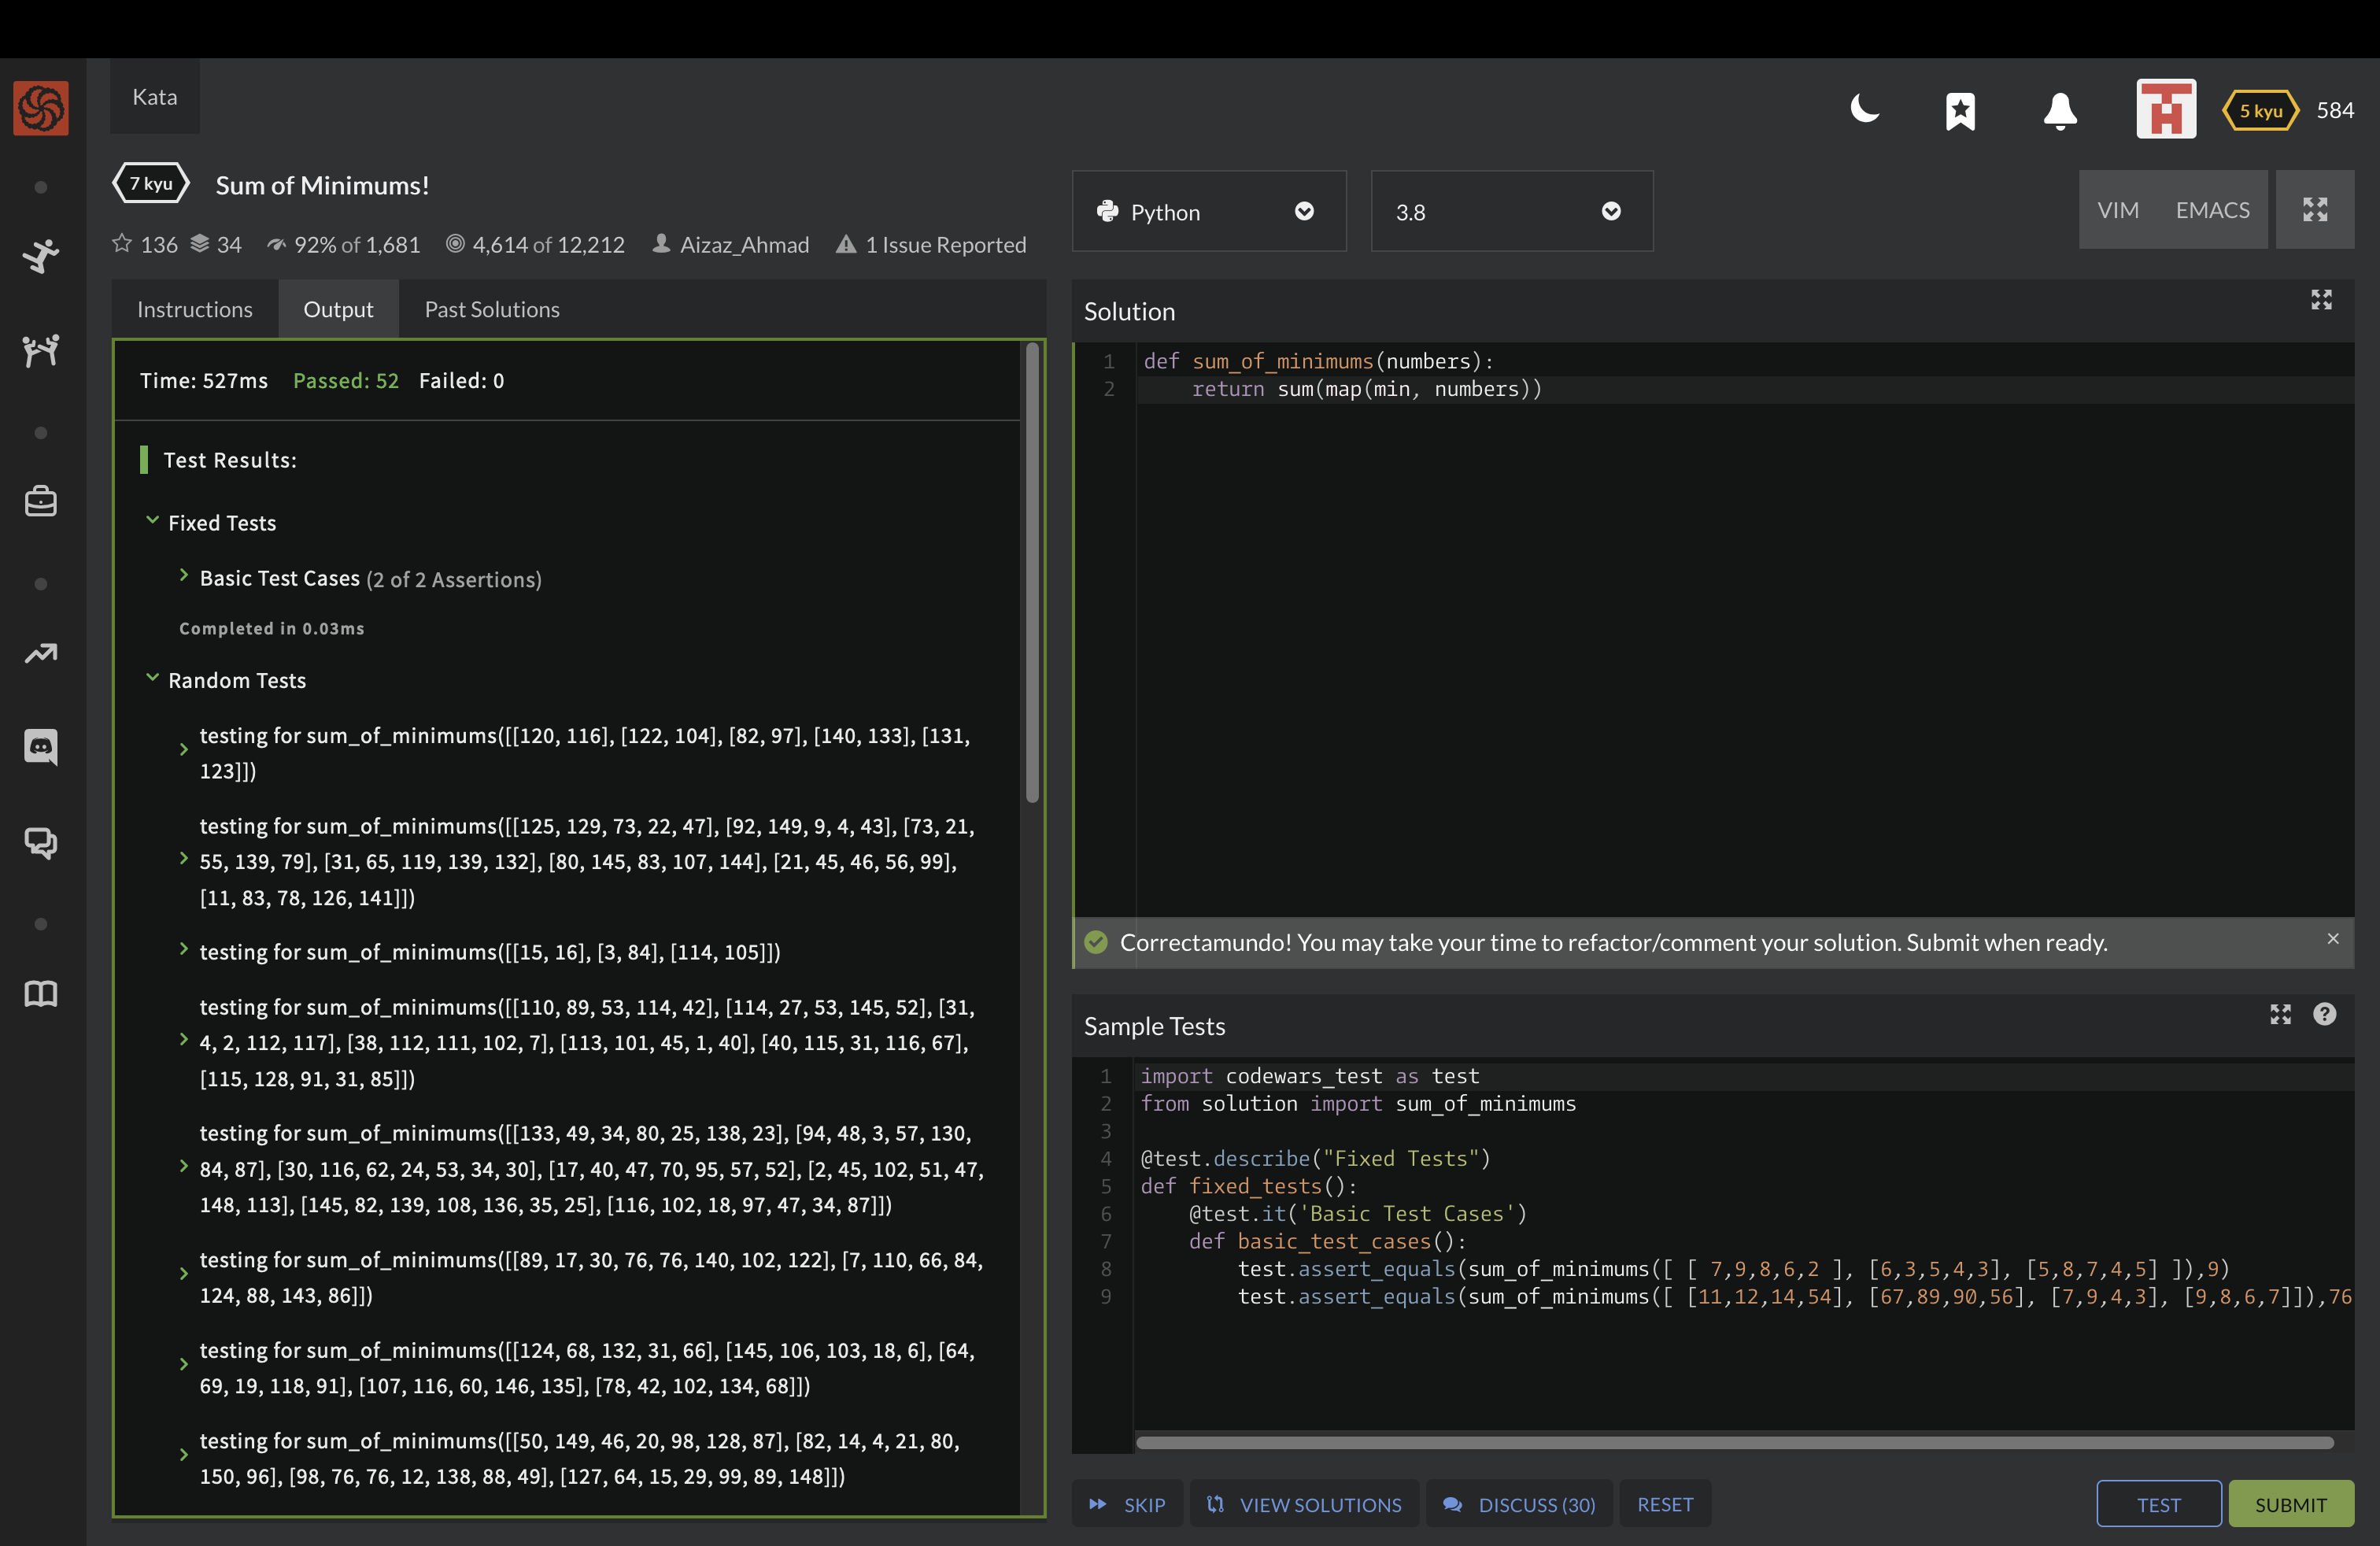 Kata
5 kyu 584
7 kyu Sum of Minimums!
136 34 92% of 1,681 4,614 of 12,212 Aizaz_Ahmad 1 Issue Reported
Python
3.8
VIM EMACS
Instructions Output Past Solutions
Time: 527ms Passed: 52 Failed: 0
Test Results:
Fixed Tests
Basic Test Cases (2 of 2 Assertions)
Completed in 0.03ms
Random Tests
testing for sum_of_minimums([[120, 116], [122, 104], [82, 97], [140, 133], [131,
123]])
testing for sum_of_minimums([[125, 129, 73, 22, 47], [92, 149, 9, 4, 43], [73, 21,
55, 139, 79], [31, 65, 119, 139, 132], [80, 145, 83, 107, 144], [21, 45, 46, 56, 99],
[11, 83, 78, 126, 141]])
testing for sum_of_minimums([[15, 16], [3, 84], [114, 105]])
testing for sum_of_minimums([[110, 89, 53, 114, 42], [114, 27, 53, 145, 52], [31,
4, 2, 112, 117], [38, 112, 111, 102, 7], [113, 101, 45, 1, 40], [40, 115, 31, 116, 67],
[115, 128, 91, 31, 85]])
testing for sum_of_minimums([[133, 49, 34, 80, 25, 138, 23], [94, 48, 3, 57, 130,
84, 87], [30, 116, 62, 24, 53, 34, 30], [17, 40, 47, 70, 95, 57, 52], [2, 45, 102, 51, 47,
148, 113], [145, 82, 139, 108, 136, 35, 25], [116, 102, 18, 97, 47, 34, 87]])
testing for sum_of_minimums([[89, 17, 30, 76, 76, 140, 102, 122], [7, 110, 66, 84,
124, 88, 143, 86]])
testing for sum_of_minimums([[124, 68, 132, 31, 66], [145, 106, 103, 18, 6], [64,
69, 19, 118, 91], [107, 116, 60, 146, 135], [78, 42, 102, 134, 68]])
testing for sum_of_minimums([[50, 149, 46, 20, 98, 128, 87], [82, 14, 4, 21, 80,
150, 96], [98, 76, 76, 12, 138, 88, 49], [127, 64, 15, 29, 99, 89, 148]])
Solution
1 def sum_of_minimums(numbers):
2     return sum(map(min, numbers))
Correctamundo! You may take your time to refactor/comment your solution. Submit when ready.
Sample Tests
1 import codewars_test as test
2 from solution import sum_of_minimums
3
4 @test.describe("Fixed Tests")
5 def fixed_tests():
6     @test.it('Basic Test Cases')
7     def basic_test_cases():
8         test.assert_equals(sum_of_minimums([ [ 7,9,8,6,2 ], [6,3,5,4,3], [5,8,7,4,5] ]),9)
9         test.assert_equals(sum_of_minimums([ [11,12,14,54], [67,89,90,56], [7,9,4,3], [9,8,6,7]]),76
SKIP VIEW SOLUTIONS DISCUSS (30) RESET TEST SUBMIT